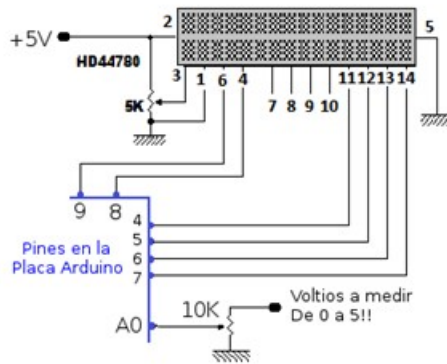 2
5
+5V
HD44780
3 1 6 4 11 12 13 14
5K
7 8 9 10
9 8
4
Pines en la
Placa Arduino
5
6
7
10K
Voltios a medir
De 0 a 5!!
A0